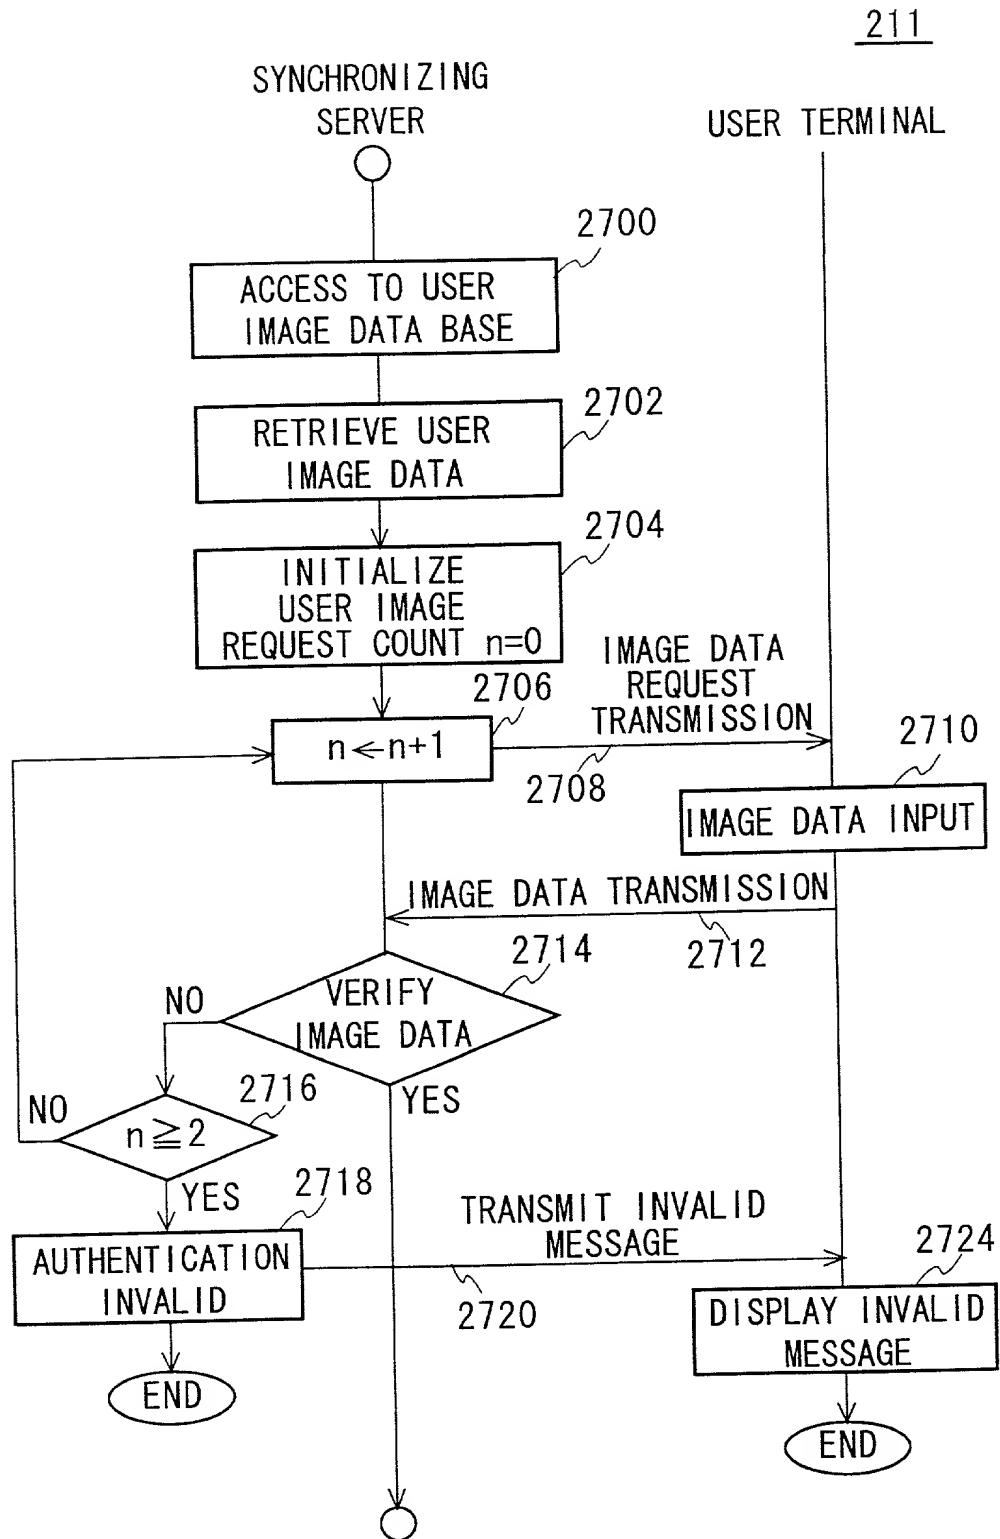 211
SYNCHRONIZING
SERVER
USER TERMINAL
2700
ACCESS TO USER
IMAGE DATA BASE
2702
RETRIEVE USER
IMAGE DATA
2704
INITIALIZE
USER IMAGE
REQUEST COUNT n=0
IMAGE DATA
REQUEST
TRANSMISSION
2706
n←n+1
2708
2710
IMAGE DATA INPUT
IMAGE DATA TRANSMISSION
2712
2714
VERIFY
IMAGE DATA
NO
YES
2716
NO
n≧2
YES
2718
AUTHENTICATION
INVALID
TRANSMIT INVALID
MESSAGE
2720
2724
DISPLAY INVALID
MESSAGE
END
END